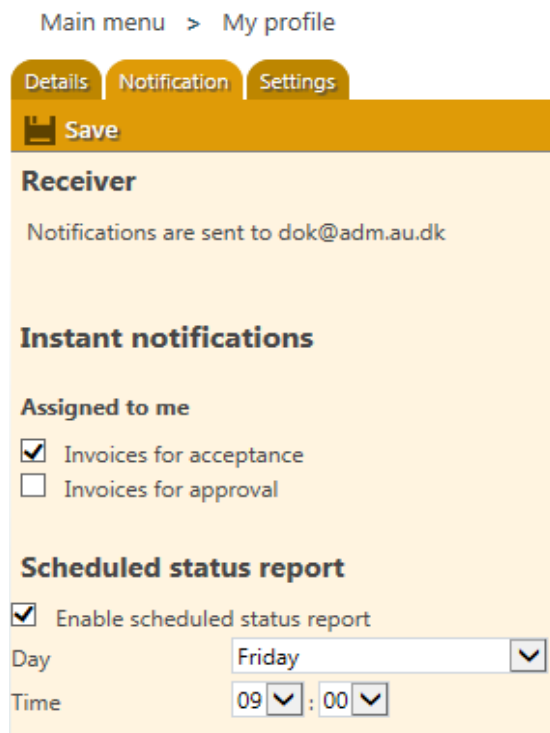 Main menu > My profile
Details Notification Settings
Save
Receiver
Notifications are sent to dok@adm.au.dk
Instant notifications
Assigned to me
Invoices for acceptance
Invoices for approval
Scheduled status report
Enable scheduled status report
Day Friday
Time 09 : 00